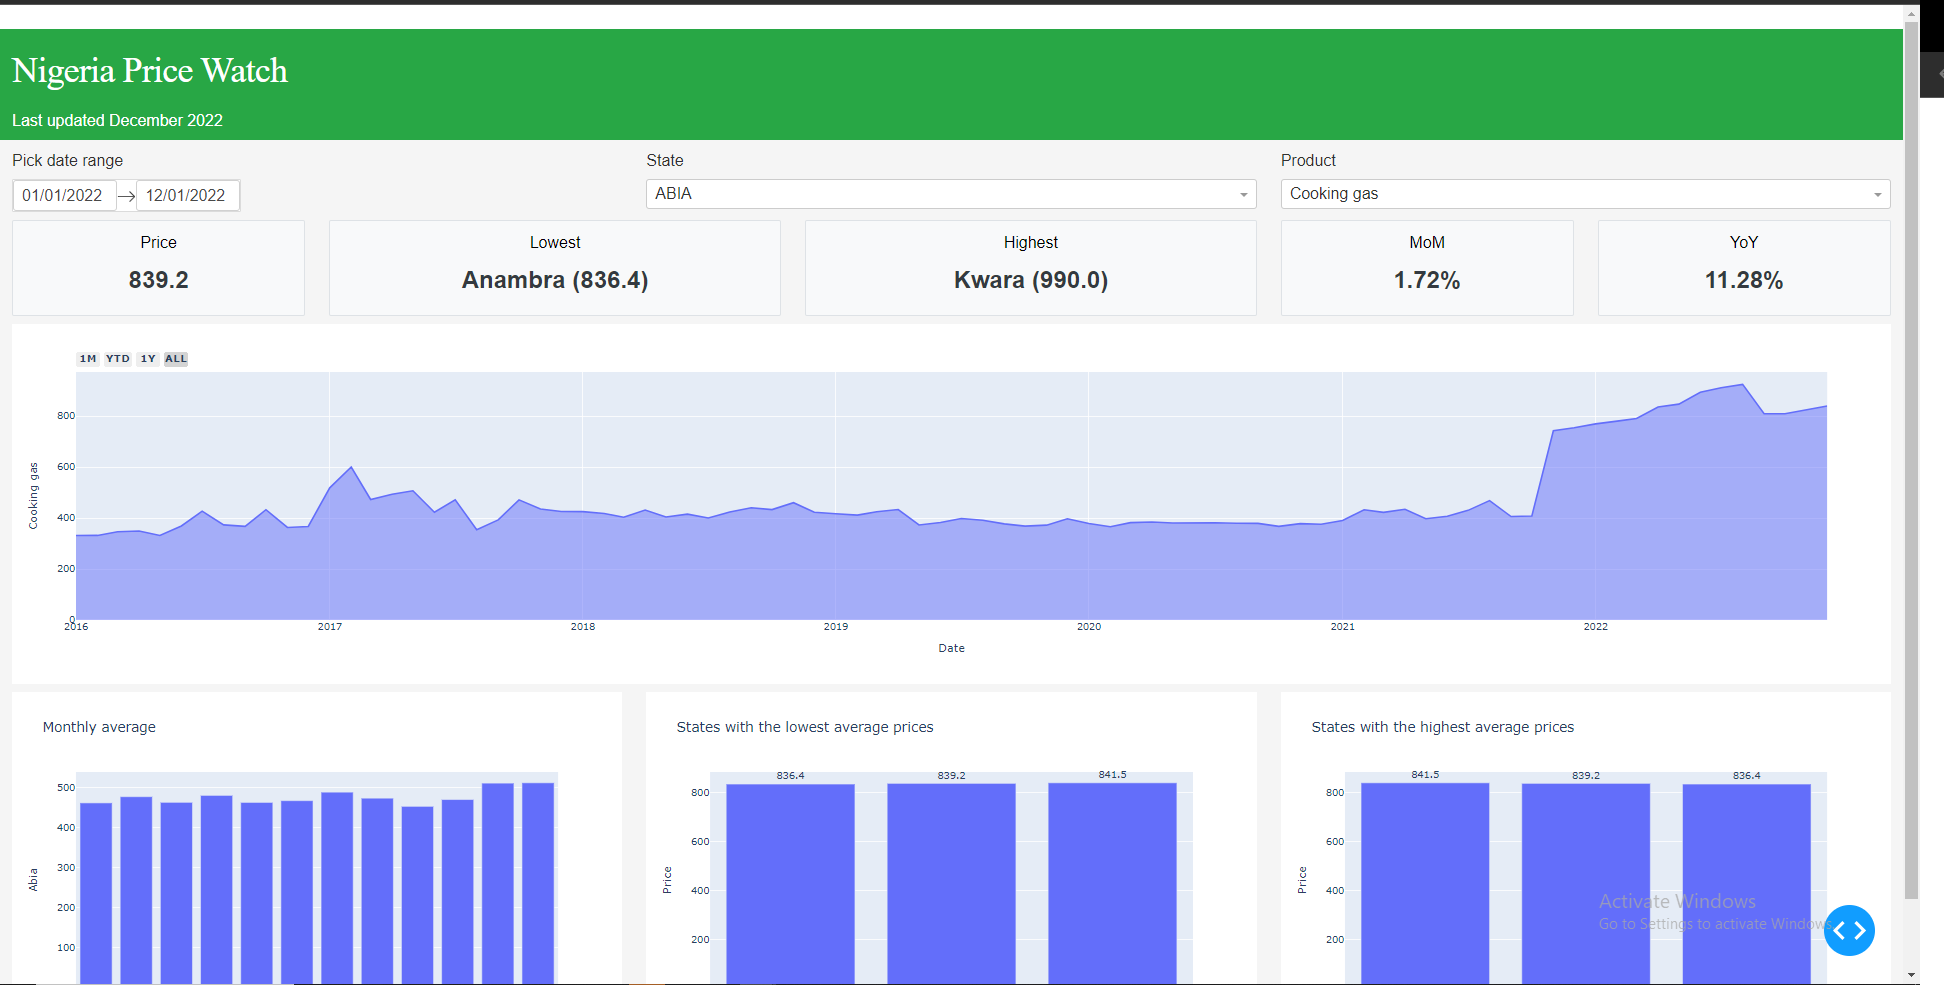 Nigeria Price Watch
Last updated December 2022
Pick date range
01/01/2022
12/01/2022
State
ABIA
Product
Cooking gas
Price
839.2
Lowest
Anambra (836.4)
Highest
Kwara (990.0)
MoM
1.72%
YoY
11.28%
1M YTD 1Y ALL
800
600
400
200
0
Cooking gas
2016 2017 2018 2019 2020 2021 2022
Date
Monthly average
500
400
300
200
100
Abia
States with the lowest average prices
836.4 839.2 841.5
800
600
400
200
Price
States with the highest average prices
841.5 839.2 836.4
800
600
400
200
Price
Activate Windows
Go to Settings to activate Windows